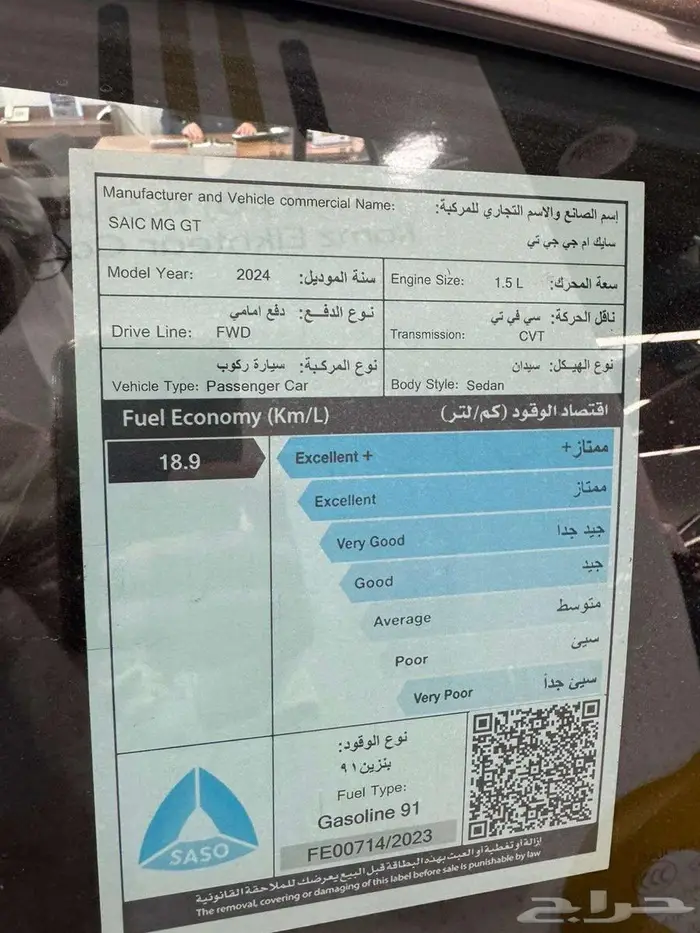 Manufacturer and Vehicle commercial Name:
إسم الصانع والاسم التجاري للمركبة:
SAIC MG GT
سايك ام جي جي تي
Model Year: 2024 سنة الموديل:
Engine Size: 1.5 L سعة المحرك:
نوع الدفع: دفع امامي
Drive Line: FWD
ناقل الحركة: سي في تي
Transmission: CVT
نوع المركبة: سيارة ركوب
Vehicle Type: Passenger Car
نوع الهيكل: سيدان
Body Style: Sedan
Fuel Economy (Km/L) اقتصاد الوقود (كم/لتر)
18.9
Excellent + ممتاز+
Excellent ممتاز
Very Good جيد جدا
Good جيد
Average متوسط
Poor سيئ
Very Poor سيئ جداً
نوع الوقود:
بنزين ٩١
Fuel Type:
Gasoline 91
FE00714/2023
SASO
إزالة أو تغطية أو العبث بهذه البطاقة قبل البيع يعرضك للملاحقة القانونية
The removal, covering or damaging of this label before sale is punishable by law
حراج